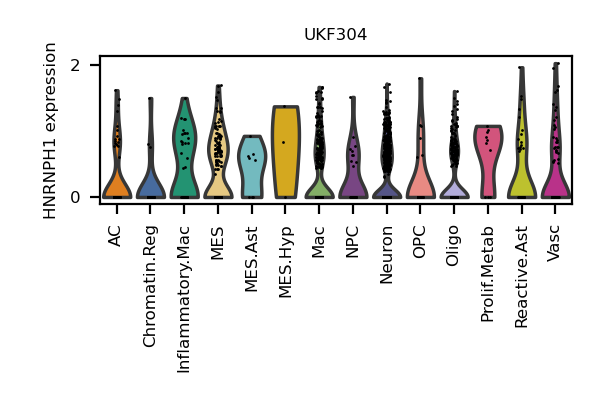 UKF304
HNRNPH1 expression
2
0
AC
Chromatin.Reg
Inflammatory.Mac
MES
MES.Ast
MES.Hyp
Mac
NPC
Neuron
OPC
Oligo
Prolif.Metab
Reactive.Ast
Vasc